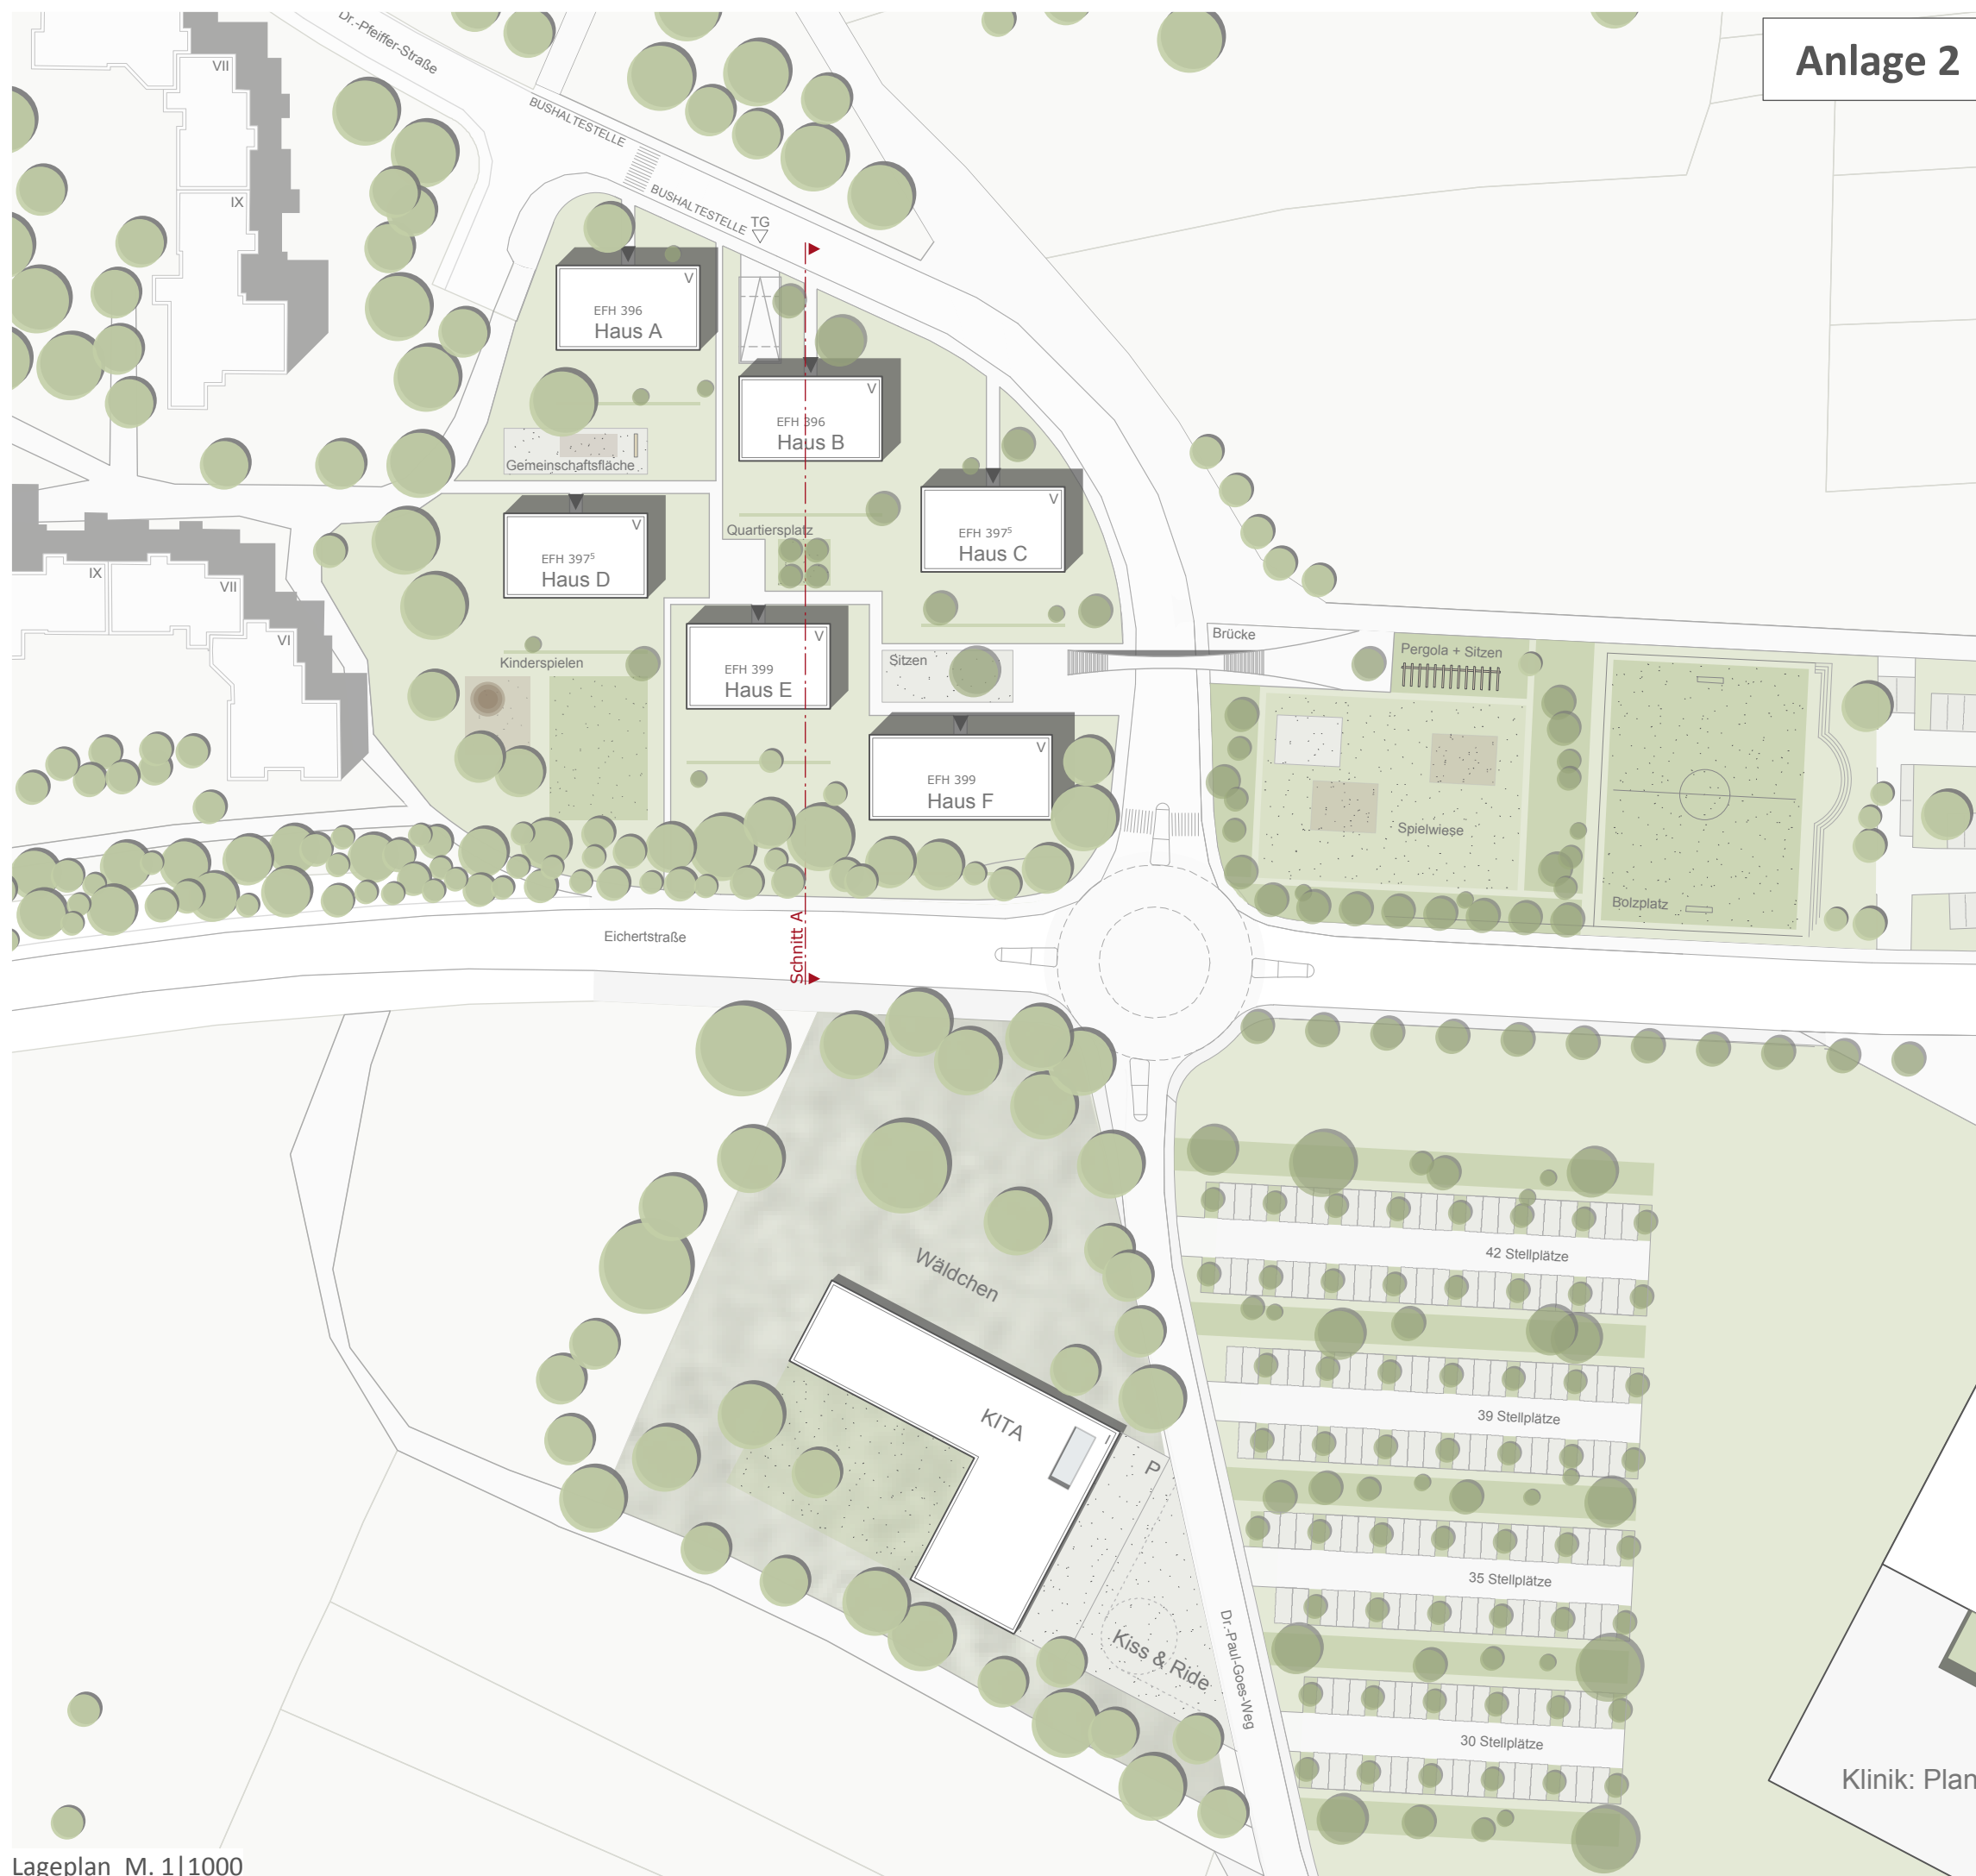 Anlage 2
Dr.-Pfeiffer-Straße
VII
BUSHALTESTELLE
BUSHALTESTELLE
TG
IX
V
EFH 396
Haus A
V
EFH 396
Haus B
Gemeinschaftsfläche
V
EFH 397⁵
Haus C
V
EFH 397⁵
Haus D
Quartiersplatz
IX
VII
VI
V
EFH 399
Haus E
Kinderspielen
Sitzen
Brücke
Pergola + Sitzen
V
EFH 399
Haus F
Spielwiese
Bolzplatz
Eichertstraße
Schnitt A
Wäldchen
42 Stellplätze
KITA
I
P
39 Stellplätze
35 Stellplätze
Kiss & Ride
Dr.-Paul-Goes-Weg
30 Stellplätze
Klinik: Plan
Lageplan M. 1|1000